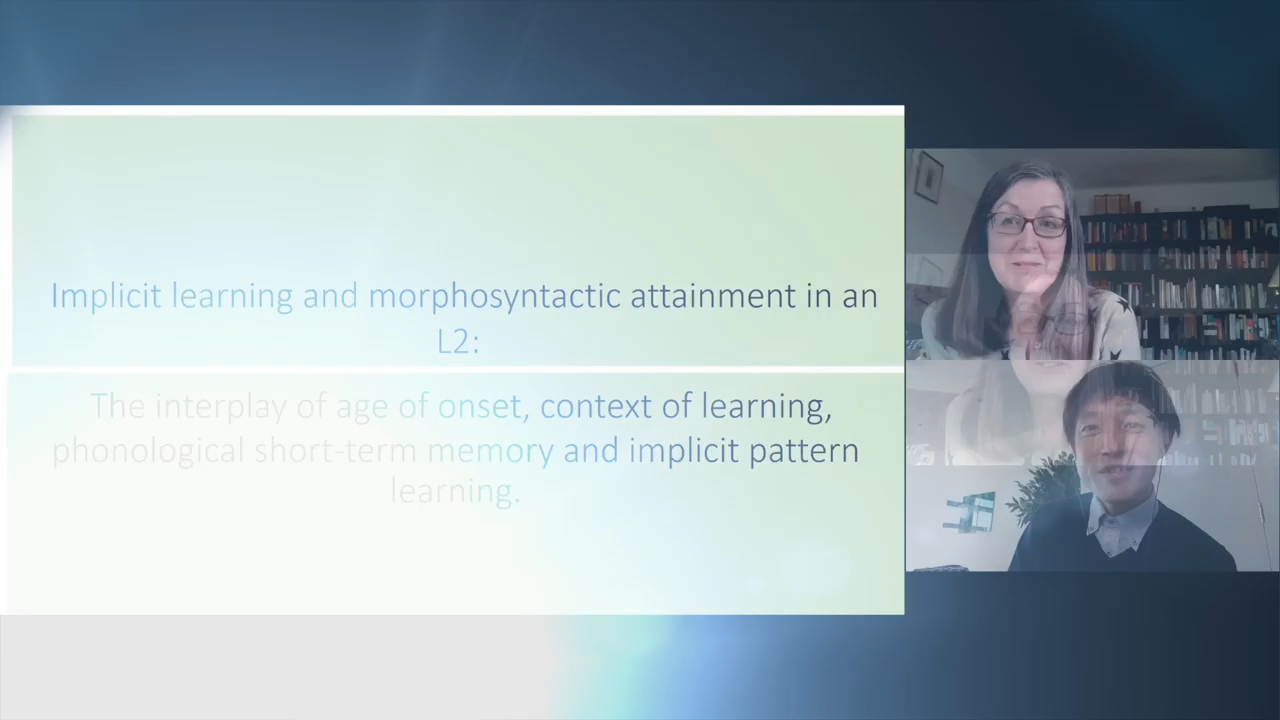 Implicit learning and morphosyntactic attainment in an
L2:
The interplay of age of onset, context of learning,
phonological short-term memory and implicit pattern
learning.